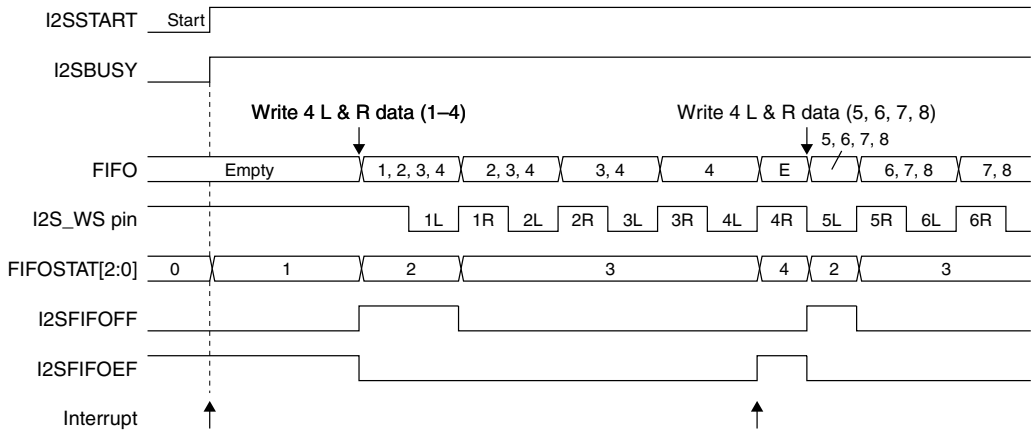 I2SSTART Start
I2SBUSY
Write 4 L & R data (1–4) Write 4 L & R data (5, 6, 7, 8)
5, 6, 7, 8
FIFO Empty 1, 2, 3, 4 2, 3, 4 3, 4 4 E 6, 7, 8 7, 8
I2S_WS pin 1L 1R 2L 2R 3L 3R 4L 4R 5L 5R 6L 6R
FIFOSTAT[2:0] 0 1 2 3 4 2 3
I2SFIFOFF
I2SFIFOEF
Interrupt